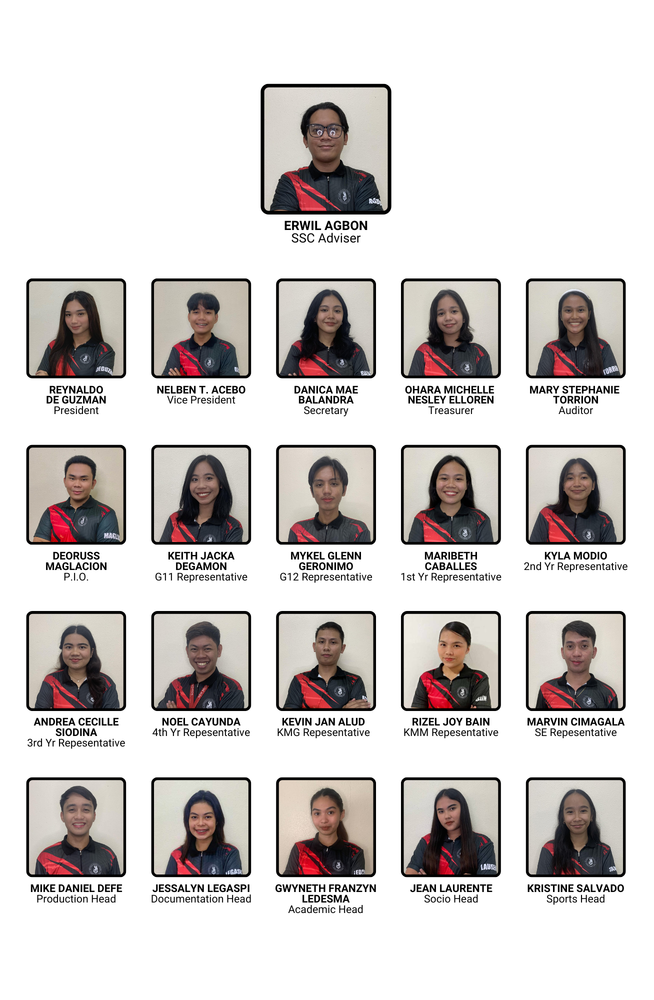 ERWIL AGBON
SSC Adviser
REYNALDO
DE GUZMAN
President
NELBEN T. ACEBO
Vice President
DANICA MAE
BALANDRA
Secretary
OHARA MICHELLE
NESLEY ELLOREN
Treasurer
MARY STEPHANIE
TORRION
Auditor
DEORUSS
MAGLACION
P.I.O.
KEITH JACKA
DEGAMON
G11 Representative
MYKEL GLENN
GERONIMO
G12 Representative
MARIBETH
CABALLES
1st Yr Representative
KYLA MODIO
2nd Yr Representative
ANDREA CECILLE
SIODINA
3rd Yr Repesentative
NOEL CAYUNDA
4th Yr Repesentative
KEVIN JAN ALUD
KMG Repesentative
RIZEL JOY BAIN
KMM Repesentative
MARVIN CIMAGALA
SE Repesentative
MIKE DANIEL DEFE
Production Head
JESSALYN LEGASPI
Documentation Head
GWYNETH FRANZYN
LEDESMA
Academic Head
JEAN LAURENTE
Socio Head
KRISTINE SALVADO
Sports Head